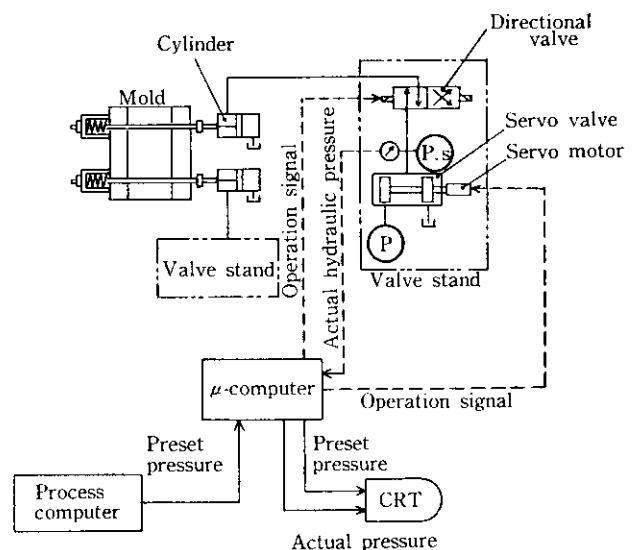 Directional
valve
Cylinder
Mold
Servo valve
Servo motor
P.s
P
Operation signal
Actual hydraulic pressure
Valve stand
Valve stand
μ-computer
Operation signal
Preset
pressure
Preset
pressure
Process
computer
CRT
Actual pressure